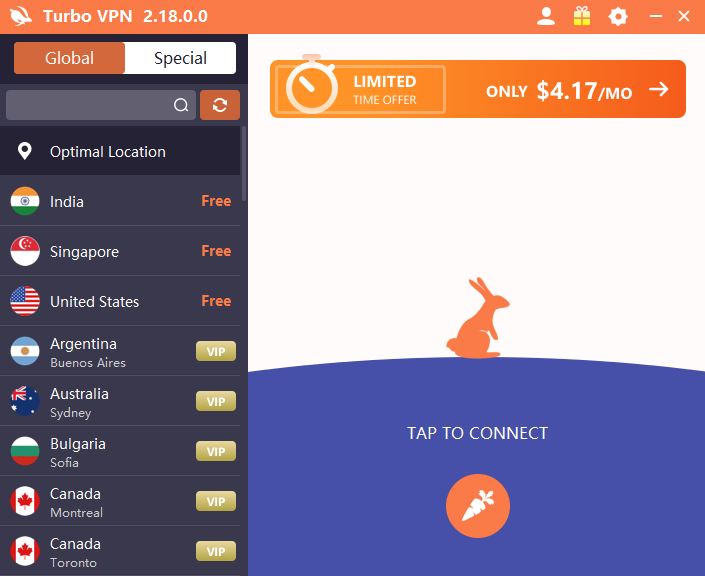 Turbo VPN 2.18.0.0
Global Special
Optimal Location
India Free
Singapore Free
United States Free
Argentina
Buenos Aires
VIP
Australia
Sydney
VIP
Bulgaria
Sofia
VIP
Canada
Montreal
VIP
Canada
Toronto
VIP
LIMITED
TIME OFFER
ONLY $4.17/MO
TAP TO CONNECT